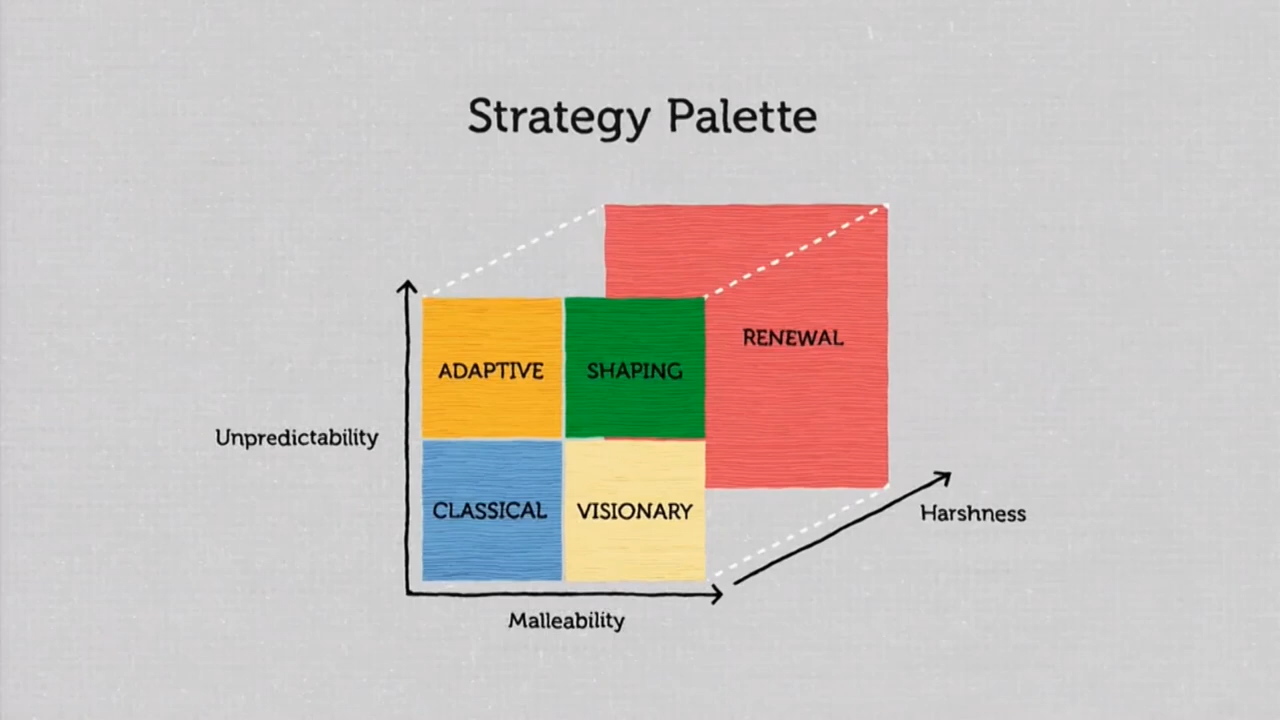 Strategy Palette
RENEWAL
ADAPTIVE
SHAPING
Unpredictability
CLASSICAL
VISIONARY
Harshness
Malleability